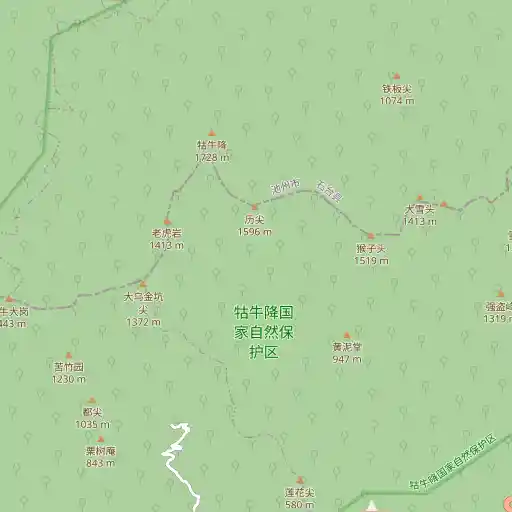 铁板尖
1074 m
牯牛降
1728 m
池州市
石台县
大雪头
1413 m
历尖
1596 m
老虎岩
1413 m
猴子头
1519 m
大乌金坑
尖
1372 m
牛大岗
443 m
强盗
1319 m
牯牛降国
家自然保
护区
黄泥堂
947 m
苦竹园
1230 m
都尖
1035 m
栗树庵
843 m
牯牛降国家自然保护区
莲花尖
580 m